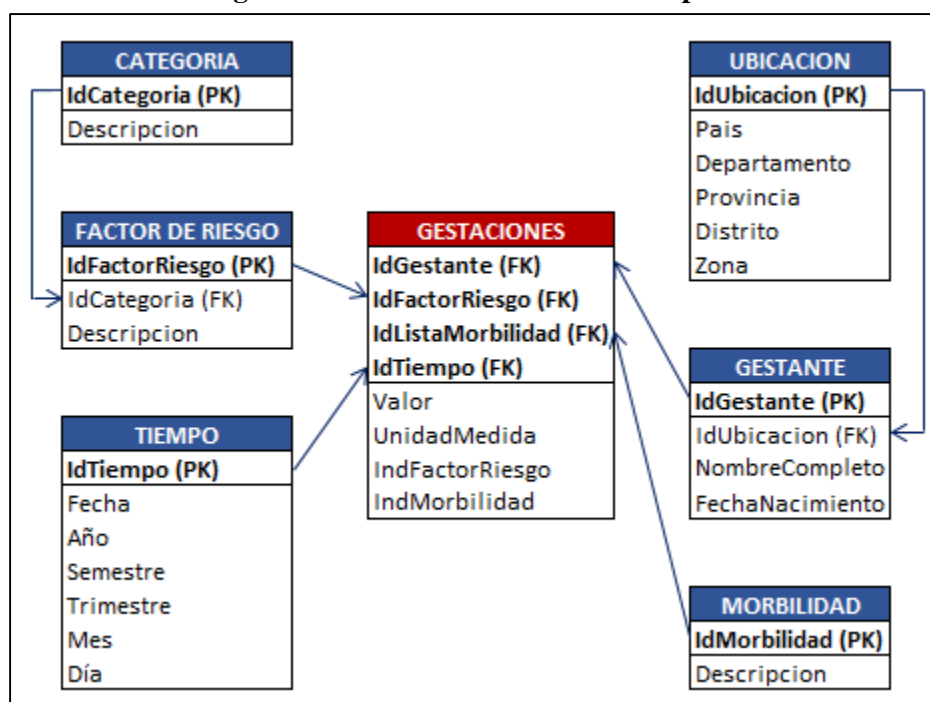 CATEGORIA
IdCategoria (PK)
Descripcion
UBICACION
IdUbicacion (PK)
Pais
Departamento
Provincia
Distrito
Zona
FACTOR DE RIESGO
IdFactorRiesgo (PK)
IdCategoria (FK)
Descripcion
GESTACIONES
IdGestante (FK)
IdFactorRiesgo (FK)
IdListaMorbilidad (FK)
IdTiempo (FK)
Valor
UnidadMedida
IndFactorRiesgo
IndMorbilidad
GESTANTE
IdGestante (PK)
IdUbicacion (FK)
NombreCompleto
FechaNacimiento
TIEMPO
IdTiempo (PK)
Fecha
Año
Semestre
Trimestre
Mes
Día
MORBILIDAD
IdMorbilidad (PK)
Descripcion